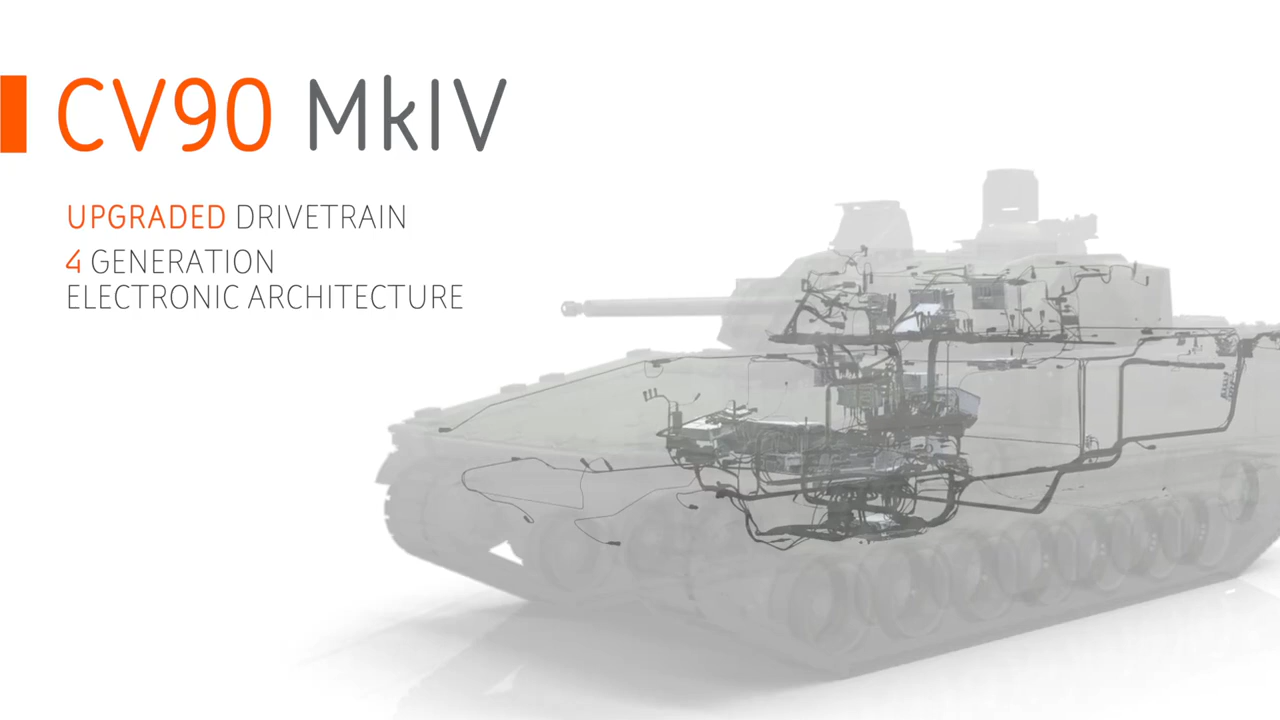 CV90 MkIV
UPGRADED DRIVETRAIN
4 GENERATION
ELECTRONIC ARCHITECTURE